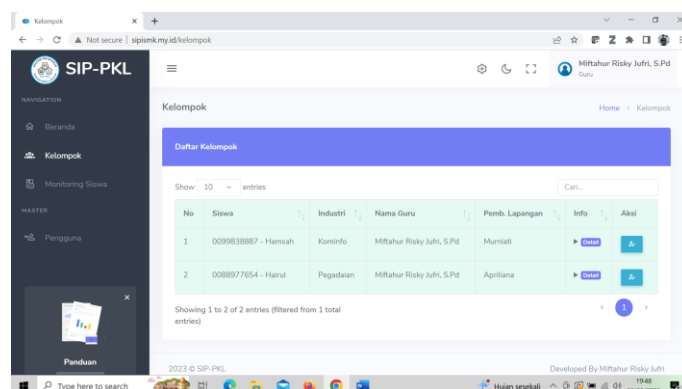 Kelompok
Not secure | sipismk.my.id/kelompok
SIP-PKL
Miftahur Risky Jufri, S.Pd
Guru
NAVIGATION
Beranda
Kelompok
Monitoring Siswa
MASTER
Pengguna
Panduan
Kelompok
Home > Kelompok
Daftar Kelompok
Show 10 entries
Cari...
No Siswa Industri Nama Guru Pemb. Lapangan Info Aksi
1 0099838887 - Hamsah Kominfo Miftahur Risky Jufri, S.Pd Murniati Detail
2 0088977654 - Hairul Pegadaian Miftahur Risky Jufri, S.Pd Apriliana Detail
Showing 1 to 2 of 2 entries (filtered from 1 total
entries)
1
2023 © SIP-PKL
Developed By Miftahur Risky Jufri
Type here to search
Hujan sesekali
1948